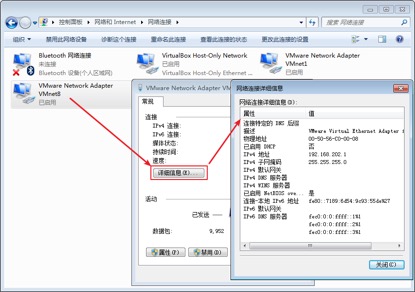 控制面板 ▸ 网络和 Internet ▸ 网络连接 ▸
搜索 网络连接
组织 ▾ 禁用此网络设备 诊断这个连接 重命名此连接 查看此连接的状态 更改此连接的设置
Bluetooth 网络连接
未连接
Bluetooth 设备(个人区域网)
VirtualBox Host-Only Network
已启用
VirtualBox Host-Only Ethernet
VMware Network Adapter
VMnet1
已启用
VMware Network Adapter
VMnet8
已启用
VMware Network Adapter
常规
连接
IPv4 连接:
IPv6 连接:
媒体状态:
持续时间:
速度:
详细信息(E)...
活动
已发送
数据包: 9,952
属性(P)
禁用(D)
网络连接详细信息
网络连接详细信息(D):
属性 值
连接特定的 DNS 后缀
描述 VMware Virtual Ethernet Adapter
物理地址 00-50-56-C0-00-08
已启用 DHCP 否
IPv4 地址 192.168.202.1
IPv4 子网掩码 255.255.255.0
IPv4 默认网关
IPv4 DNS 服务器
IPv4 WINS 服务器
已启用 NetBIOS ove... 是
连接-本地 IPv6 地址 fe80::7189:6d54:9c93:55da%27
IPv6 默认网关
IPv6 DNS 服务器 fec0:0:0:ffff::1%1
fec0:0:0:ffff::2%1
fec0:0:0:ffff::3%1
关闭(C)